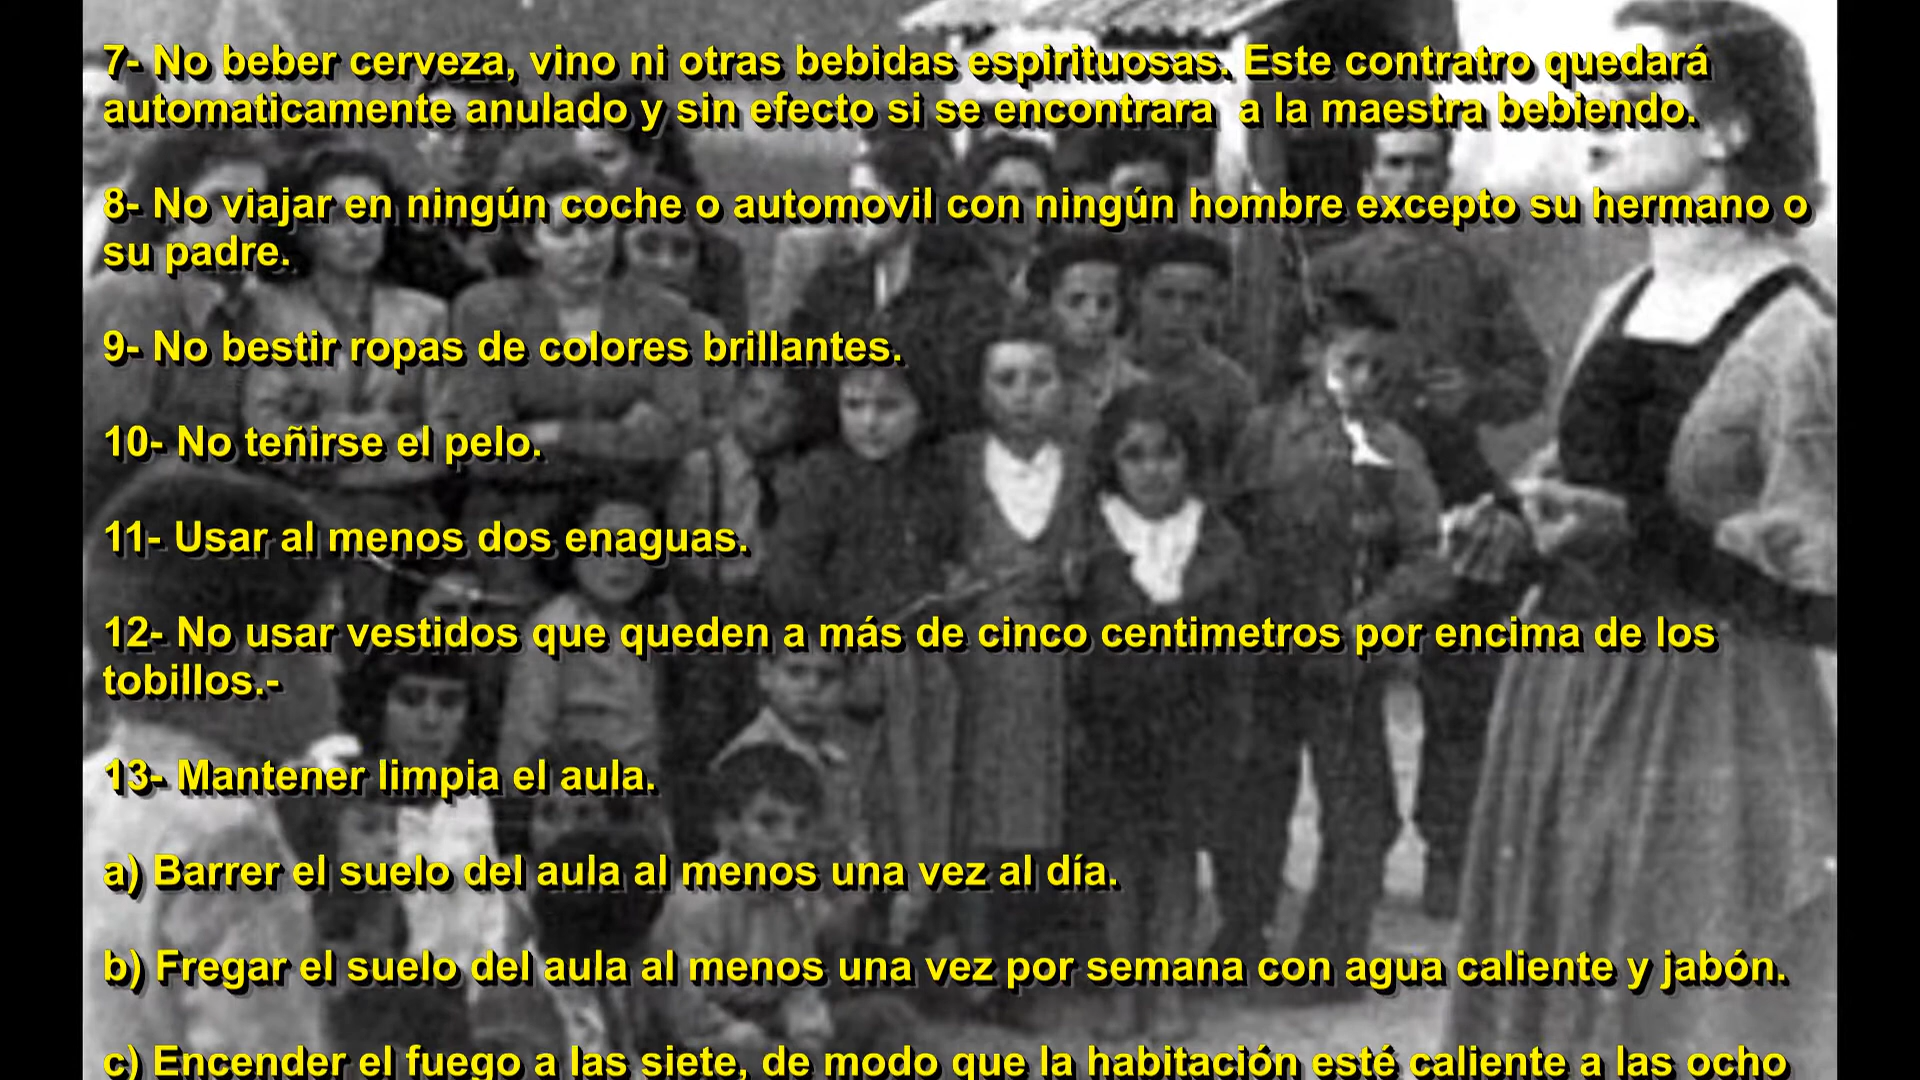 7- No beber cerveza, vino ni otras bebidas espirituosas. Este contratro quedará
automaticamente anulado y sin efecto si se encontrara a la maestra bebiendo.
8- No viajar en ningún coche o automovil con ningún hombre excepto su hermano o
su padre.
9- No bestir ropas de colores brillantes.
10- No teñirse el pelo.
11- Usar al menos dos enaguas.
12- No usar vestidos que queden a más de cinco centimetros por encima de los
tobillos.-
13- Mantener limpia el aula.
a) Barrer el suelo del aula al menos una vez al día.
b) Fregar el suelo del aula al menos una vez por semana con agua caliente y jabón.
c) Encender el fuego a las siete, de modo que la habitación esté caliente a las ocho